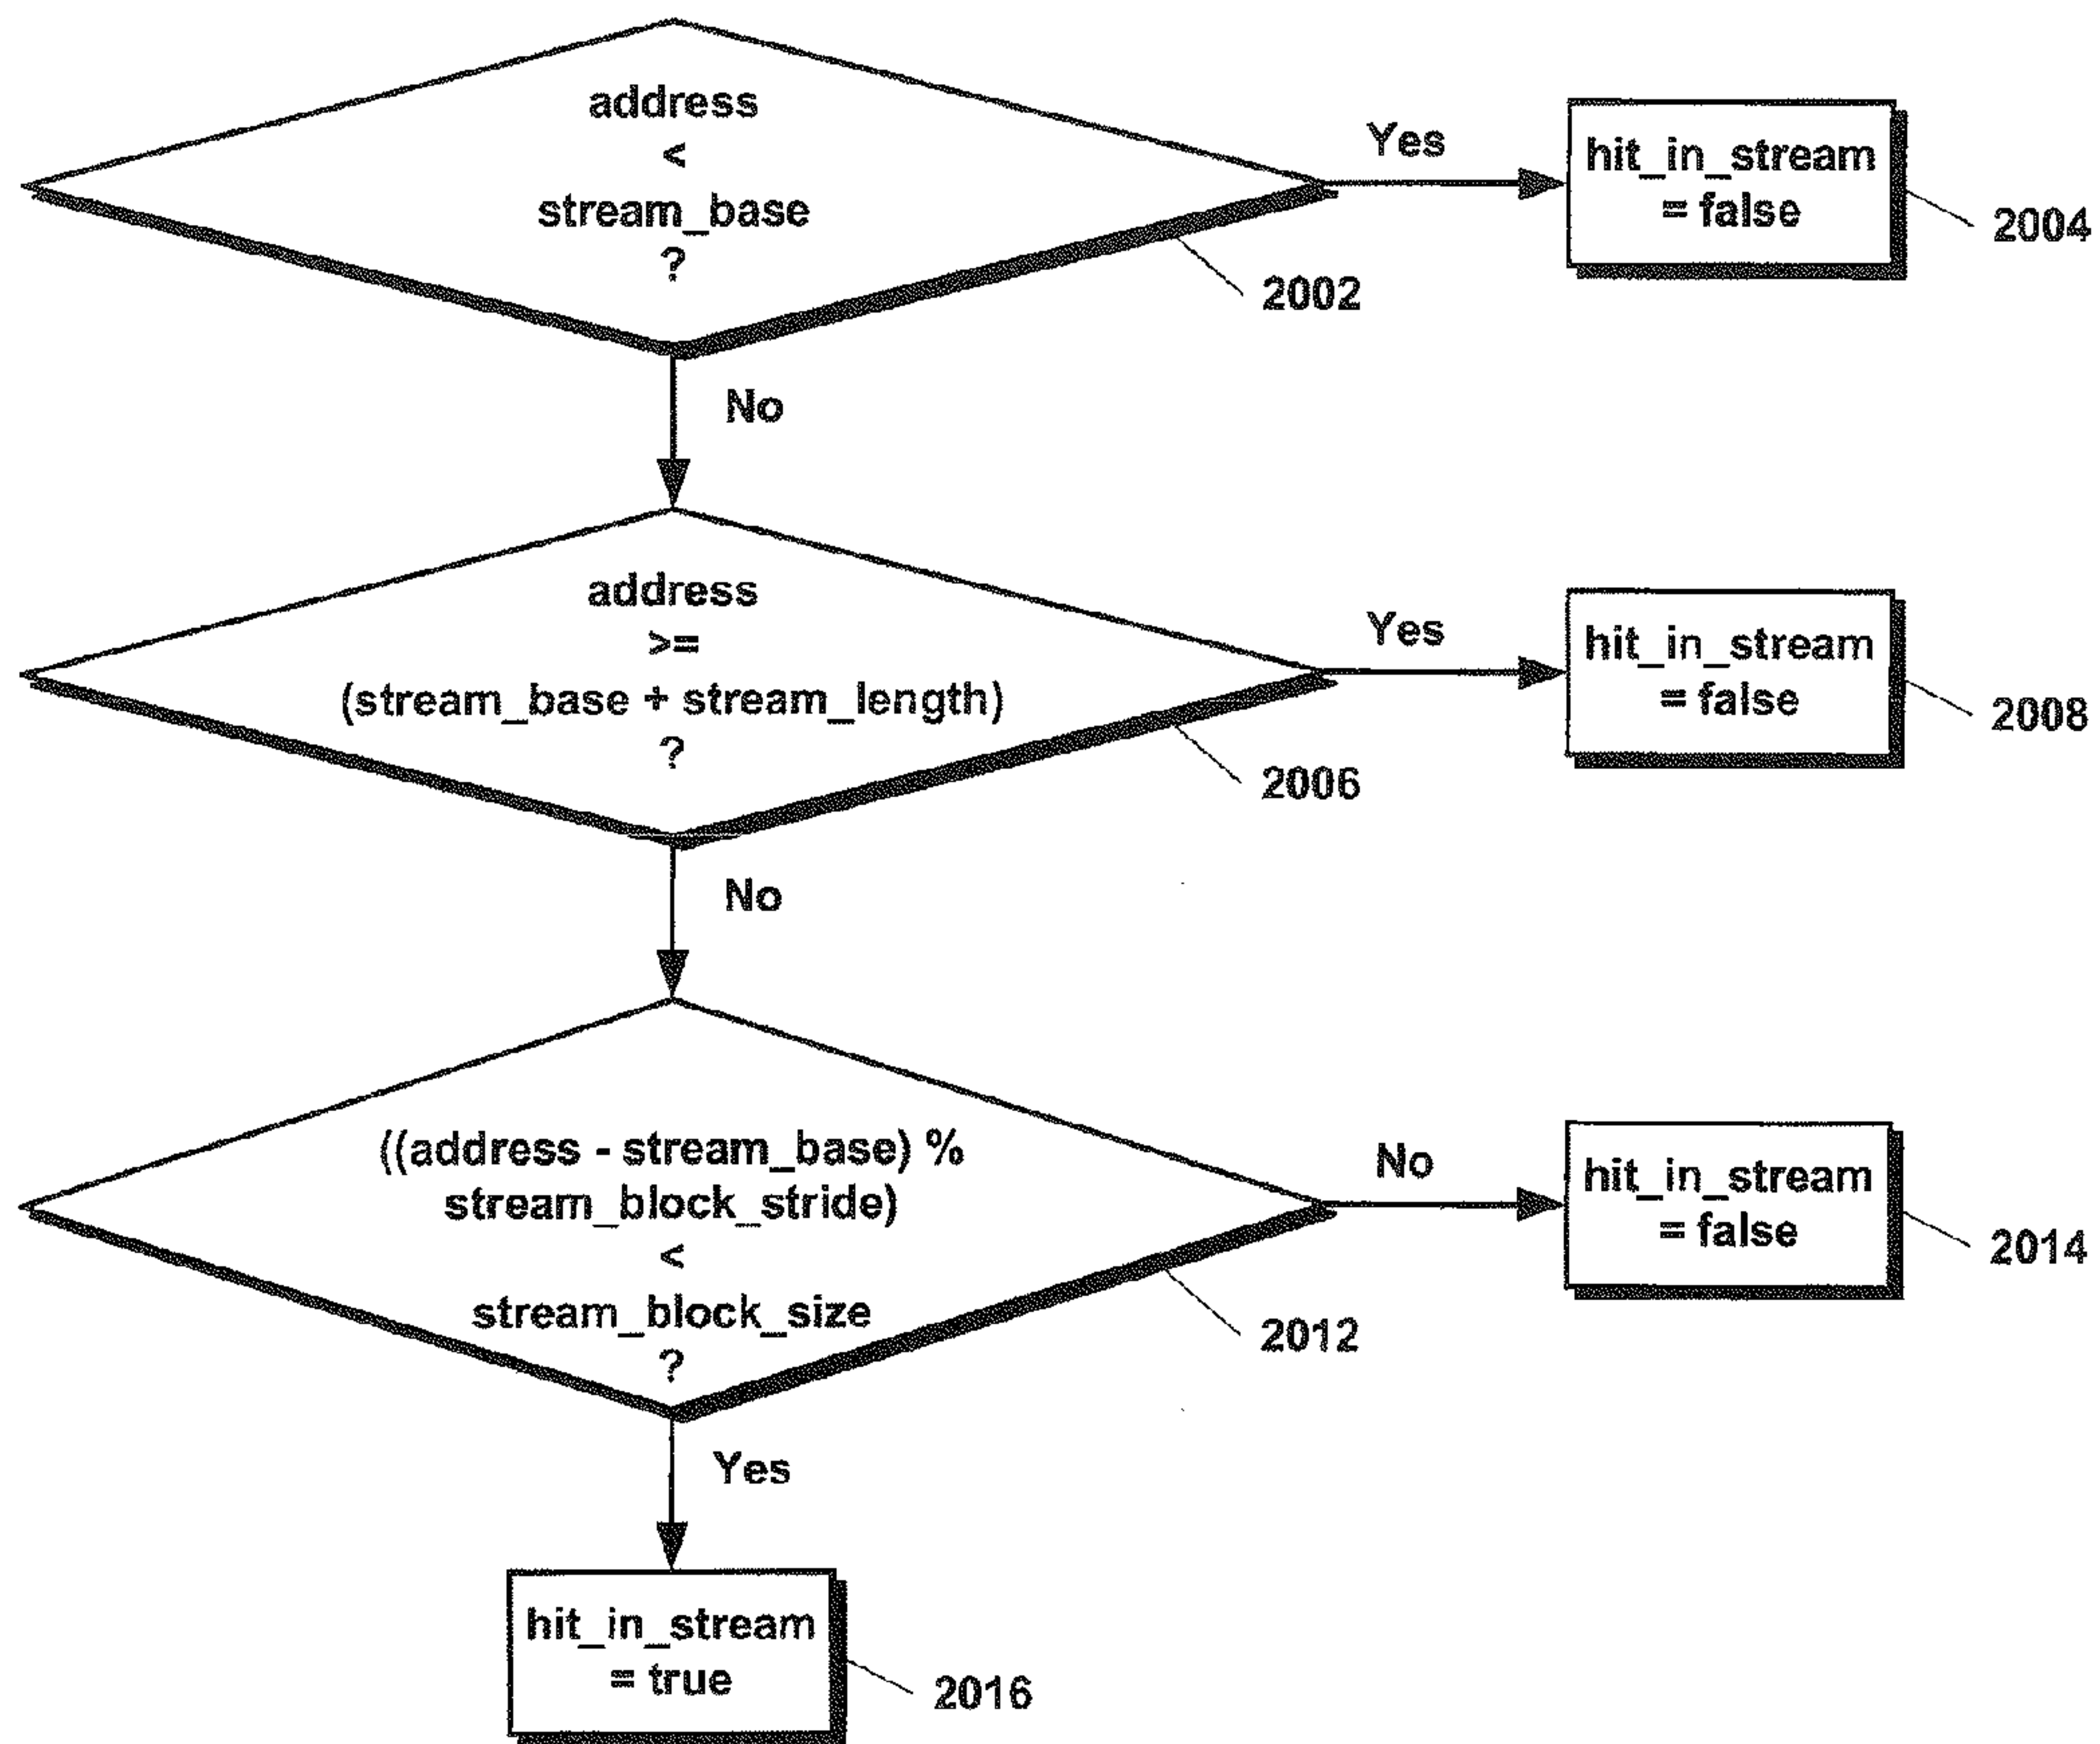 address
<
stream_base
?
Yes
hit_in_stream
= false
2004
2002
No
address
>=
(stream_base + stream_length)
?
Yes
hit_in_stream
= false
2008
2006
No
((address - stream_base) %
stream_block_stride)
<
stream_block_size
?
No
hit_in_stream
= false
2014
2012
Yes
hit_in_stream
= true
2016